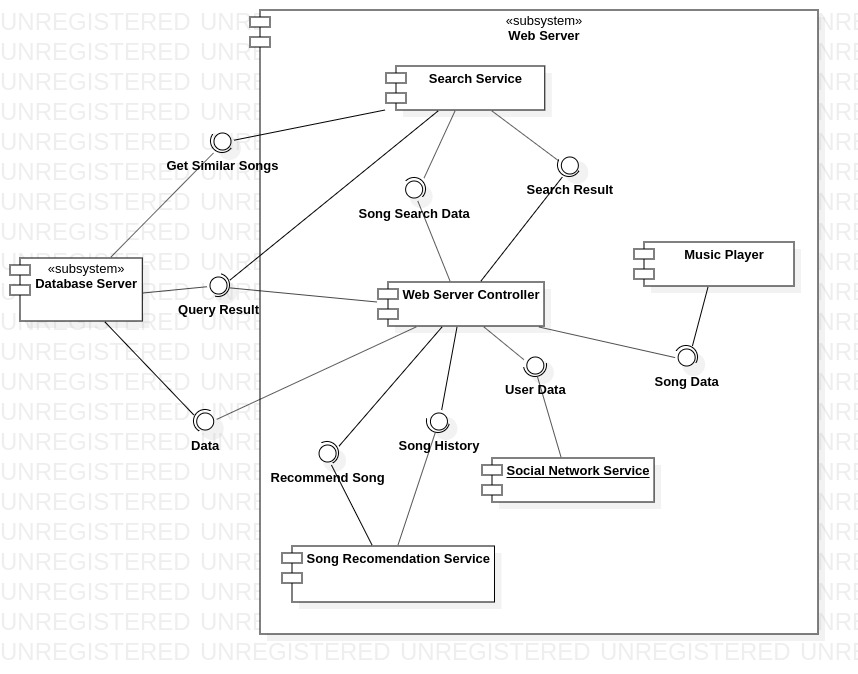 «subsystem»
Web Server
Search Service
Get Similar Songs
Search Result
Song Search Data
Music Player
«subsystem»
Database Server
Web Server Controller
Query Result
Song Data
User Data
Data
Song History
Recommend Song
Social Network Service
Song Recomendation Service
UNREGISTERED UNREGISTERED UNREGISTERED UNREGISTERED